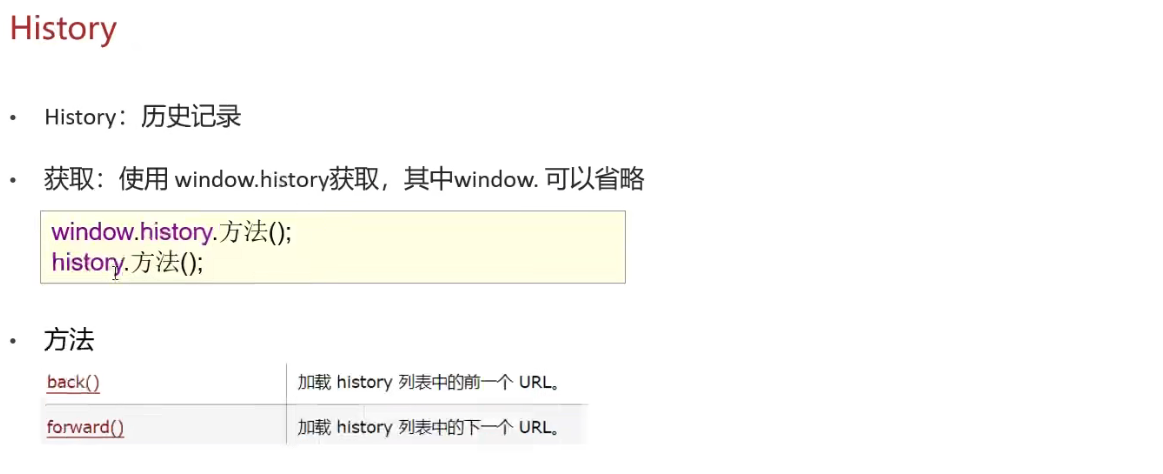 History
• History：历史记录
• 获取：使用 window.history获取，其中window. 可以省略
window.history.方法();
history.方法();
• 方法
back() 加载 history 列表中的前一个 URL。
forward() 加载 history 列表中的下一个 URL。